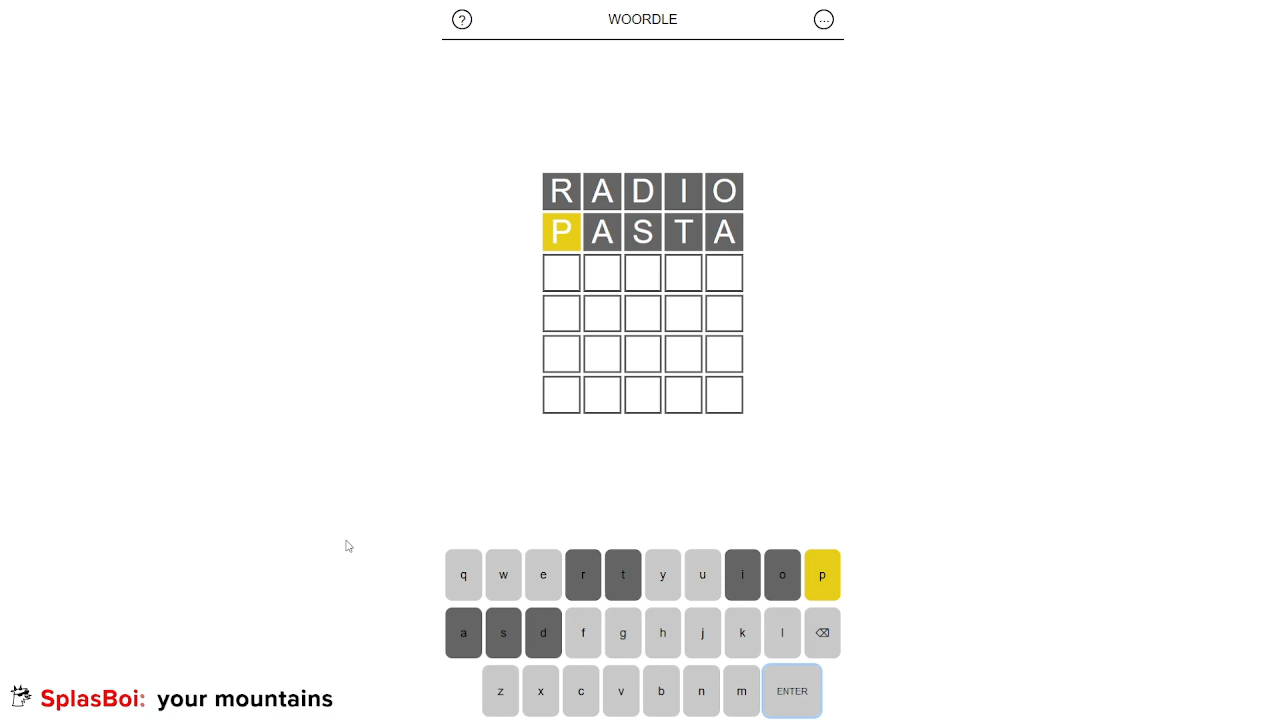 ?
WOORDLE
...
RADIO
PASTA
q w e r t y u i o p
a s d f g h j k l ⌫
z x c v b n m ENTER
SplasBoi: your mountains